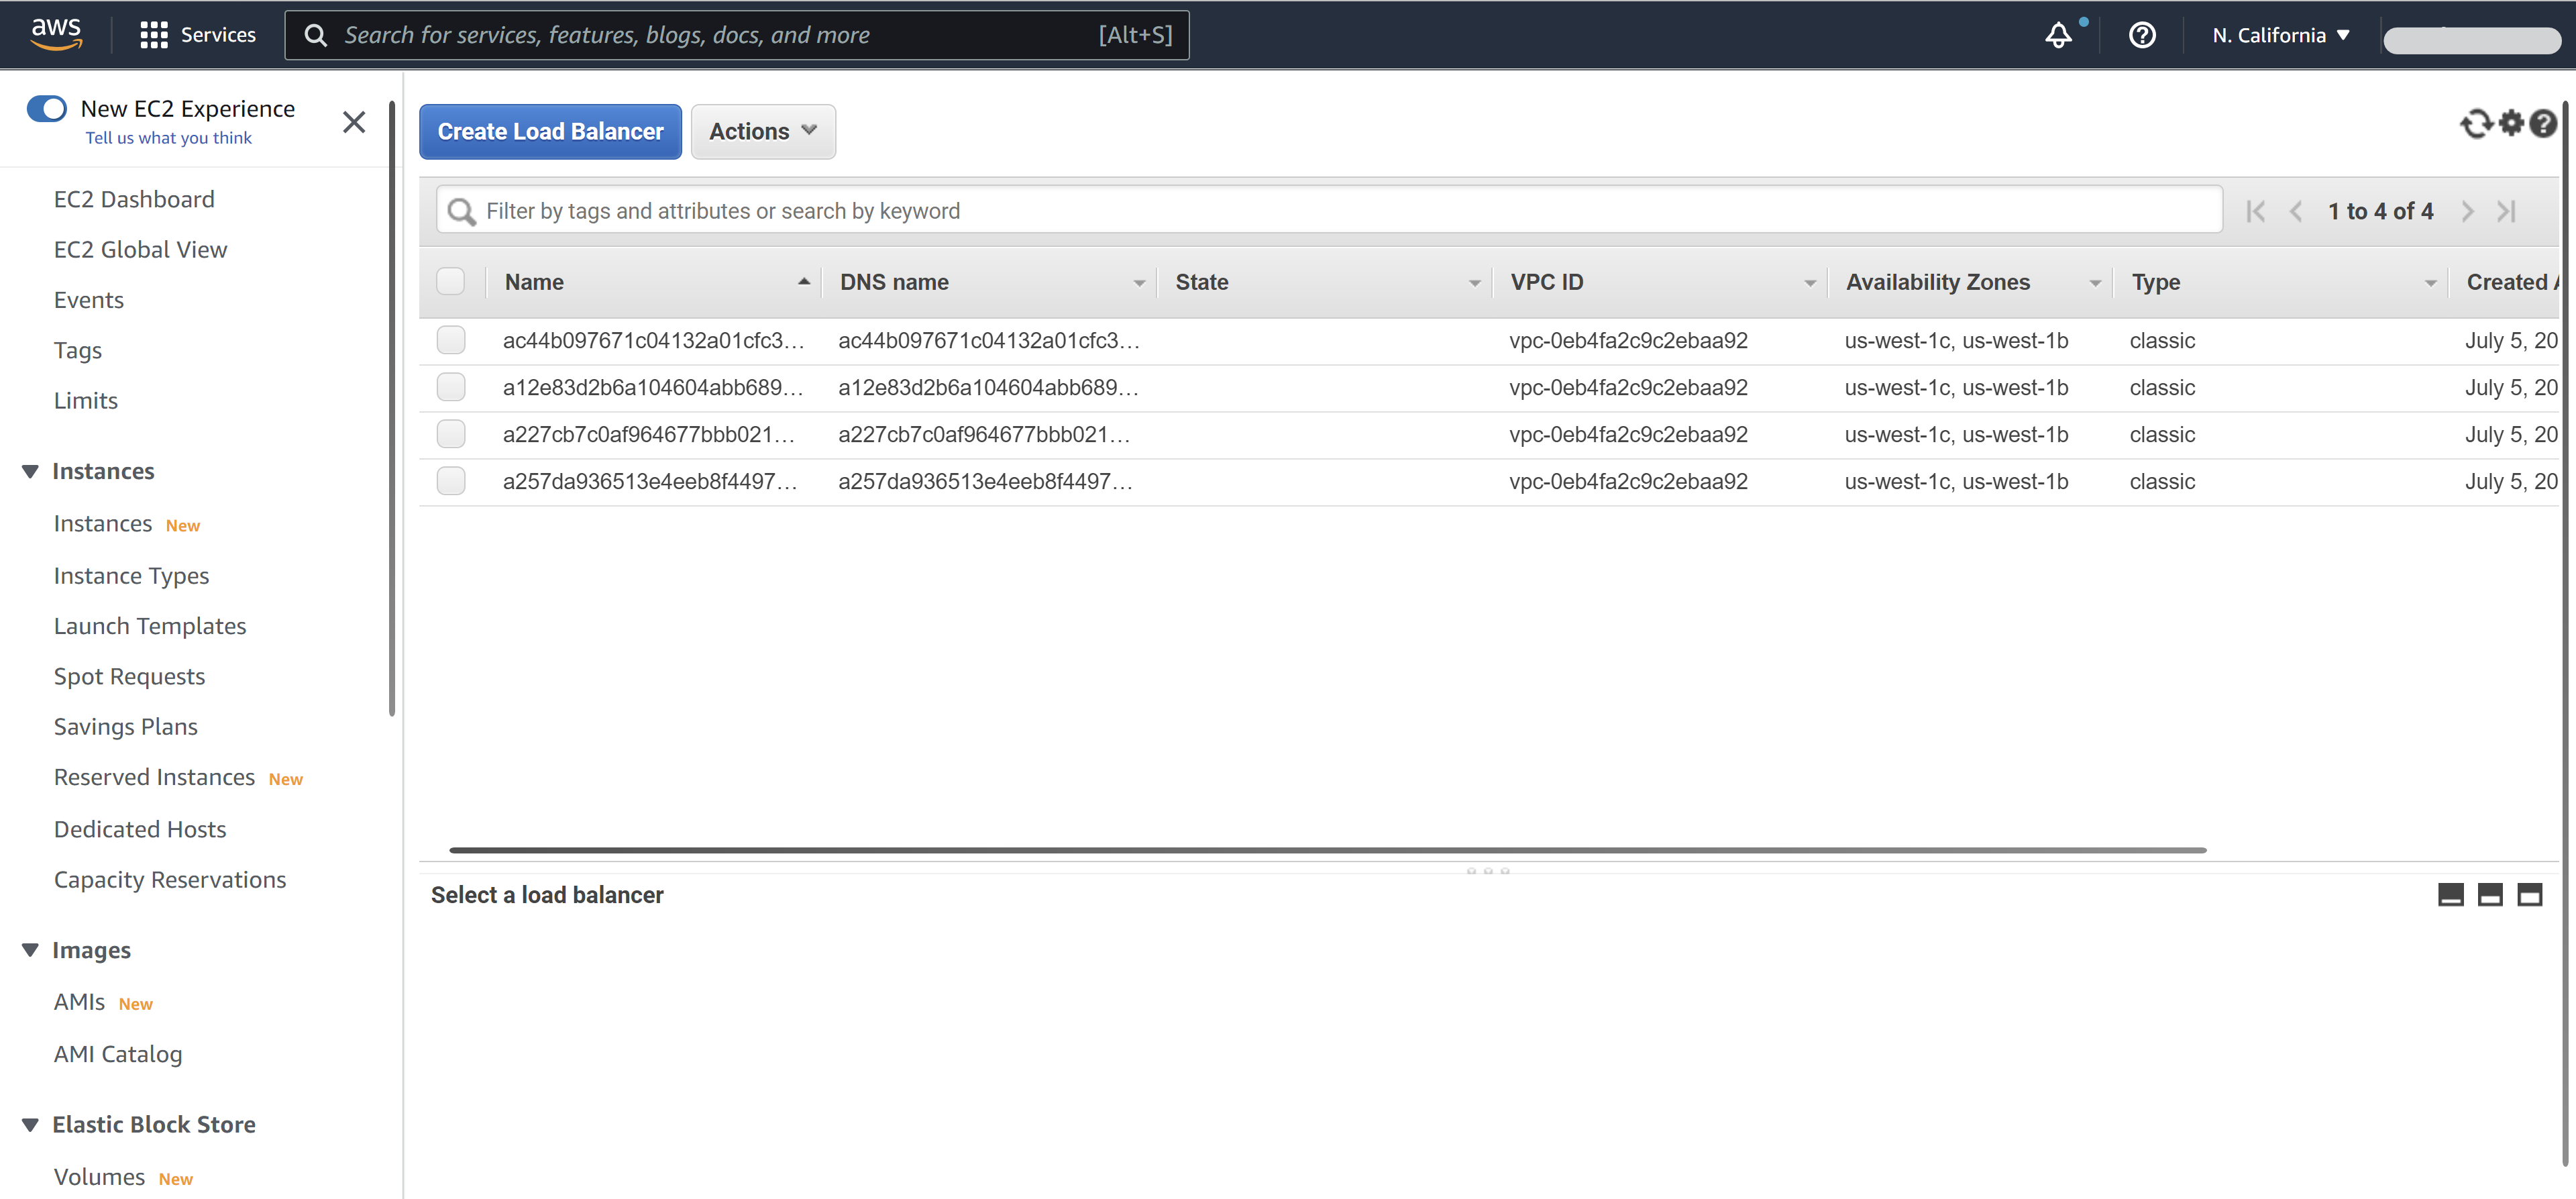 aws
Services
Search for services, features, blogs, docs, and more
[Alt+S]
N. California
New EC2 Experience
Tell us what you think
EC2 Dashboard
EC2 Global View
Events
Tags
Limits
Instances
Instances New
Instance Types
Launch Templates
Spot Requests
Savings Plans
Reserved Instances New
Dedicated Hosts
Capacity Reservations
Images
AMIs New
AMI Catalog
Elastic Block Store
Volumes New
Create Load Balancer
Actions
Filter by tags and attributes or search by keyword
1 to 4 of 4
Name DNS name State VPC ID Availability Zones Type Created A
ac44b097671c04132a01cfc3... ac44b097671c04132a01cfc3... vpc-0eb4fa2c9c2ebaa92 us-west-1c, us-west-1b classic July 5, 20
a12e83d2b6a104604abb689... a12e83d2b6a104604abb689... vpc-0eb4fa2c9c2ebaa92 us-west-1c, us-west-1b classic July 5, 20
a227cb7c0af964677bbb021... a227cb7c0af964677bbb021... vpc-0eb4fa2c9c2ebaa92 us-west-1c, us-west-1b classic July 5, 20
a257da936513e4eeb8f4497... a257da936513e4eeb8f4497... vpc-0eb4fa2c9c2ebaa92 us-west-1c, us-west-1b classic July 5, 20
Select a load balancer